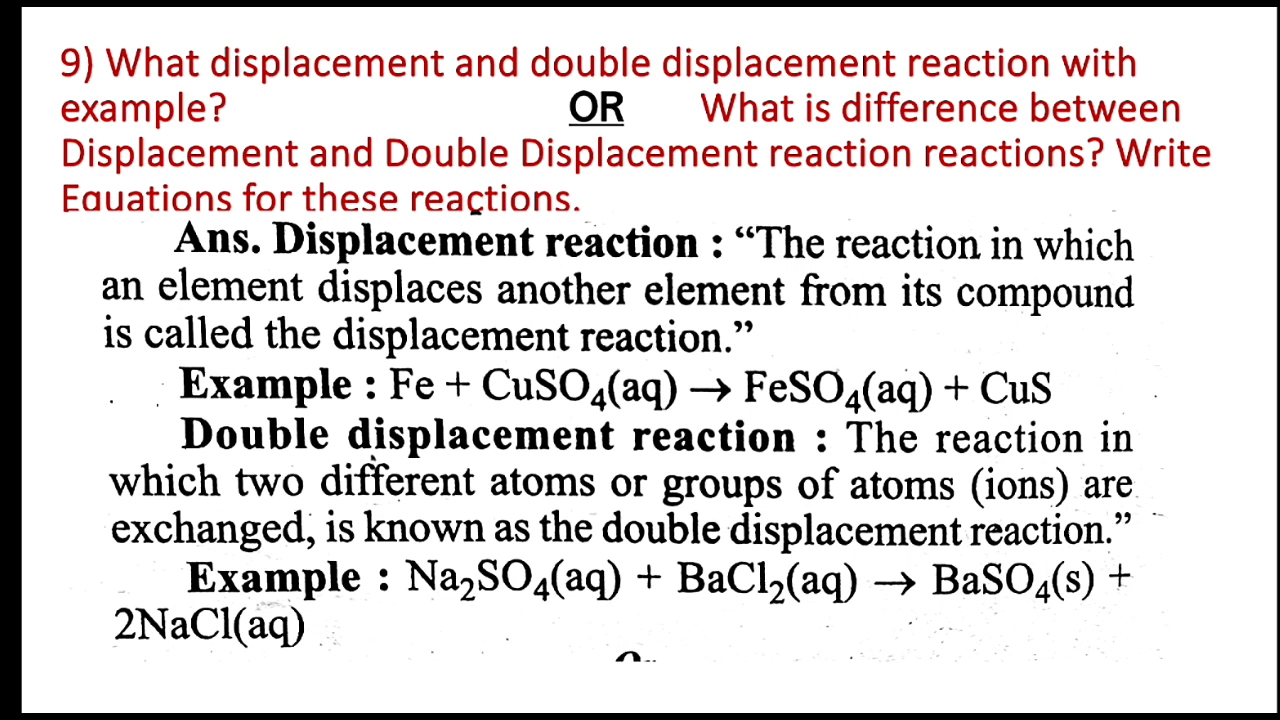 9) What displacement and double displacement reaction with
example? OR What is difference between
Displacement and Double Displacement reaction reactions? Write
Equations for these reactions.
Ans. Displacement reaction : “The reaction in which
an element displaces another element from its compound
is called the displacement reaction.”
Example : Fe + CuSO₄(aq) → FeSO₄(aq) + CuS
Double displacement reaction : The reaction in
which two different atoms or groups of atoms (ions) are
exchanged, is known as the double displacement reaction.”
Example : Na₂SO₄(aq) + BaCl₂(aq) → BaSO₄(s) +
2NaCl(aq)